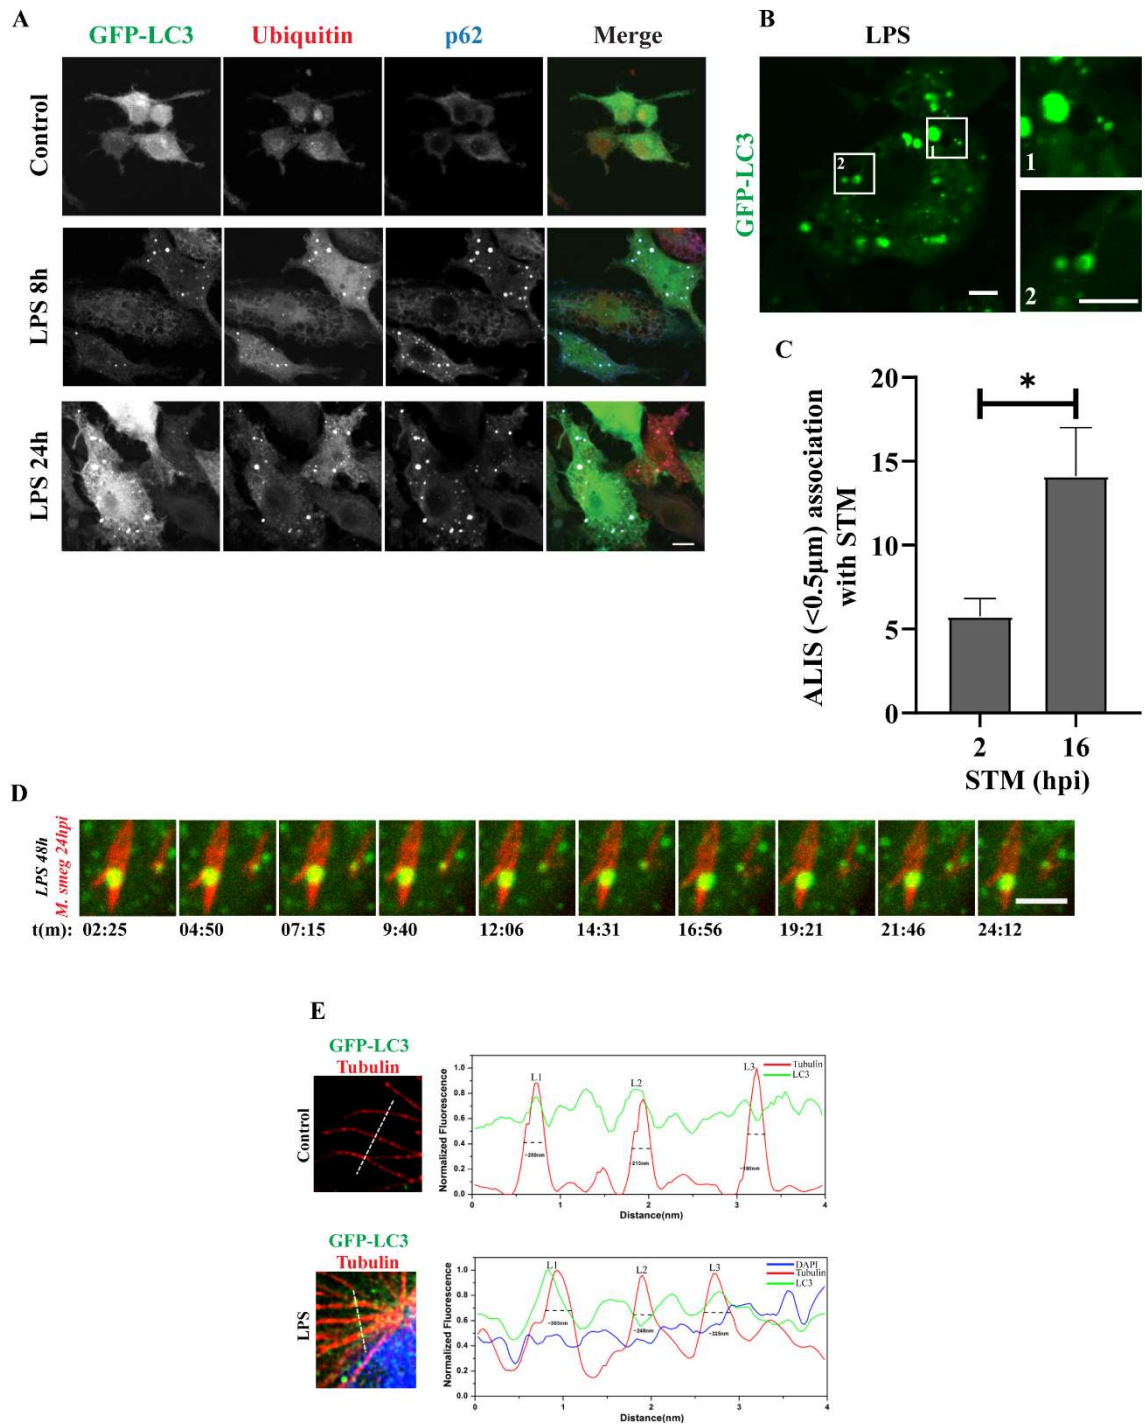 A
GFP-LC3 Ubiquitin p62 Merge
Control
LPS 8h
LPS 24h
B
LPS
GFP-LC3
1
2
1
2
C
ALIS (<0.5μm) association
with STM
20
15
10
5
0
*
2 16
STM (hpi)
D
LPS 48h
M. smeg 24hpi
t(m): 02:25 04:50 07:15 9:40 12:06 14:31 16:56 19:21 21:46 24:12
E
GFP-LC3
Tubulin
Control
Normalized Fluorescence
1.0
0.8
0.6
0.4
0.2
0.0
L1 L2 L3
Tubulin
LC3
~213nm
0 1 2 3 4
Distance(nm)
GFP-LC3
Tubulin
LPS
Normalized Fluorescence
1.0
0.8
0.6
0.4
0.2
0.0
L1 L2 L3
DAPI
Tubulin
LC3
~248nm ~325nm
0 1 2 3 4
Distance(nm)